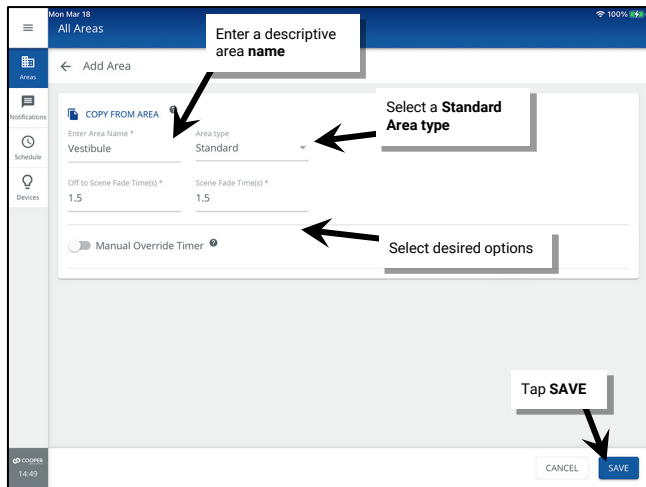 Mon Mar 18
100%
All Areas
Enter a descriptive
area name
Areas
Add Area
Notifications
COPY FROM AREA
Select a Standard
Area type
Enter Area Name *
Area type
Vestibule
Standard
Schedule
Off to Scene Fade Time(s) *
Scene Fade Time(s) *
Devices
1.5
1.5
Manual Override Timer
Select desired options
Tap SAVE
COOPER
14:49
CANCEL
SAVE